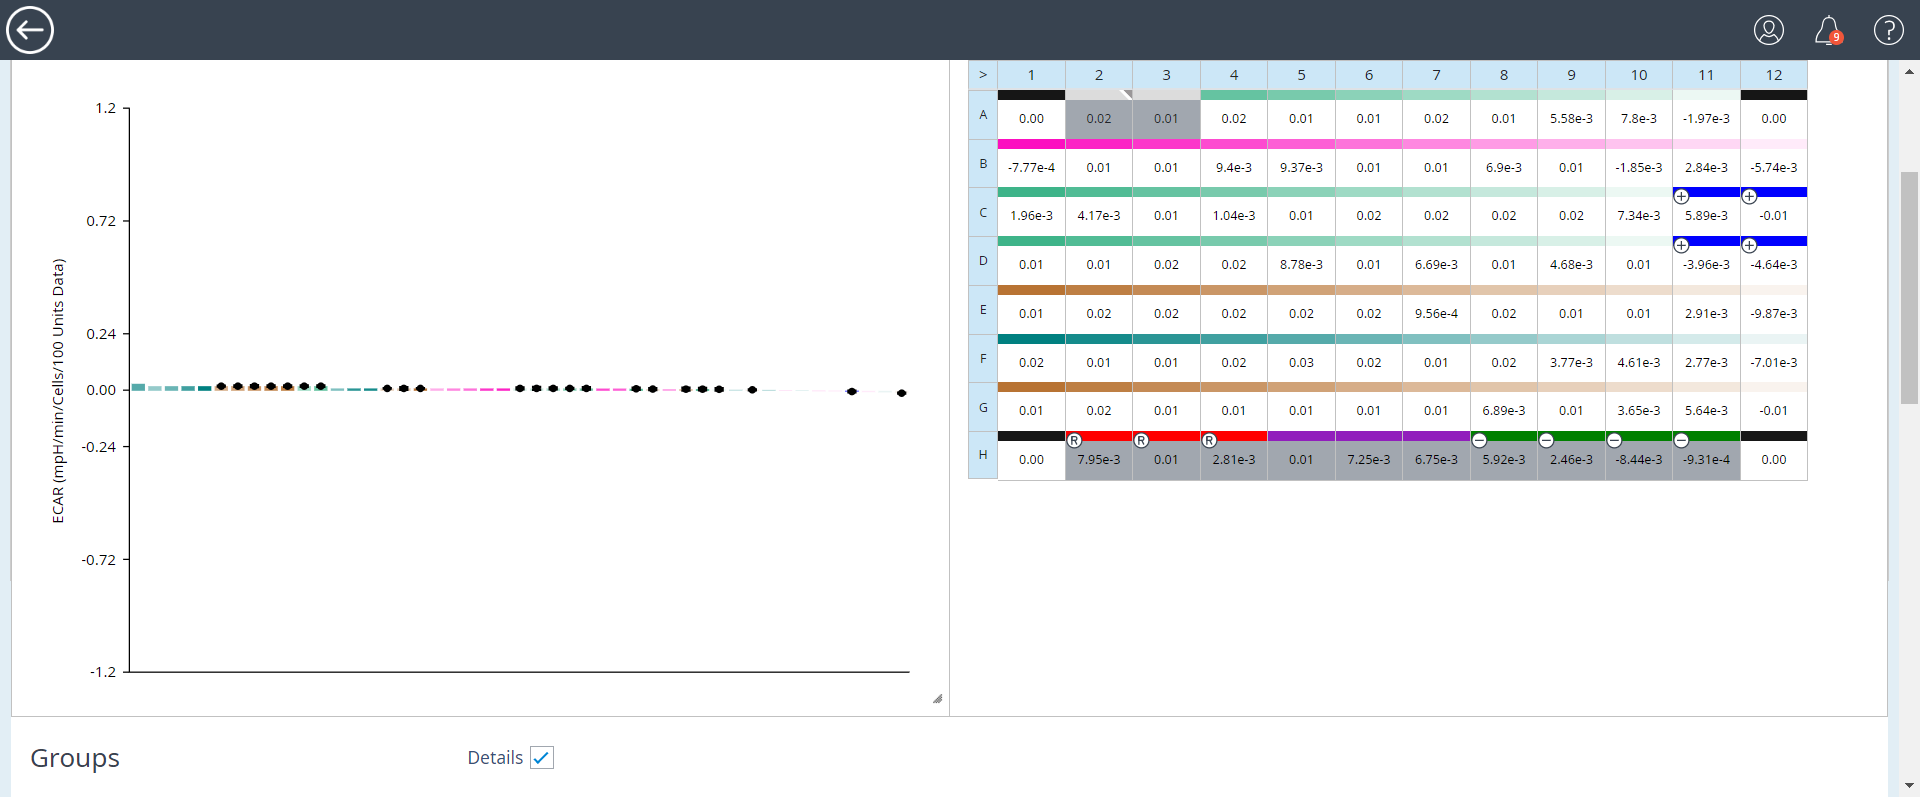 9
?
1.2
0.72
0.24
0.00
-0.24
-0.72
-1.2
ECAR (mpH/min/Cells/100 Units Data)
> 1 2 3 4 5 6 7 8 9 10 11 12
A 0.00 0.02 0.01 0.02 0.01 0.01 0.02 0.01 5.58e-3 7.8e-3 -1.97e-3 0.00
B -7.77e-4 0.01 0.01 9.4e-3 9.37e-3 0.01 0.01 6.9e-3 0.01 -1.85e-3 2.84e-3 -5.74e-3
+ +
C 1.96e-3 4.17e-3 0.01 1.04e-3 0.01 0.02 0.02 0.02 0.02 7.34e-3 5.89e-3 -0.01
+ +
D 0.01 0.01 0.02 0.02 8.78e-3 0.01 6.69e-3 0.01 4.68e-3 0.01 -3.96e-3 -4.64e-3
E 0.01 0.02 0.02 0.02 0.02 0.02 9.56e-4 0.02 0.01 0.01 2.91e-3 -9.87e-3
F 0.02 0.01 0.01 0.02 0.03 0.02 0.01 0.02 3.77e-3 4.61e-3 2.77e-3 -7.01e-3
G 0.01 0.02 0.01 0.01 0.01 0.01 0.01 6.89e-3 0.01 3.65e-3 5.64e-3 -0.01
R R R − − − −
H 0.00 7.95e-3 0.01 2.81e-3 0.01 7.25e-3 6.75e-3 5.92e-3 2.46e-3 -8.44e-3 -9.31e-4 0.00
Groups
Details